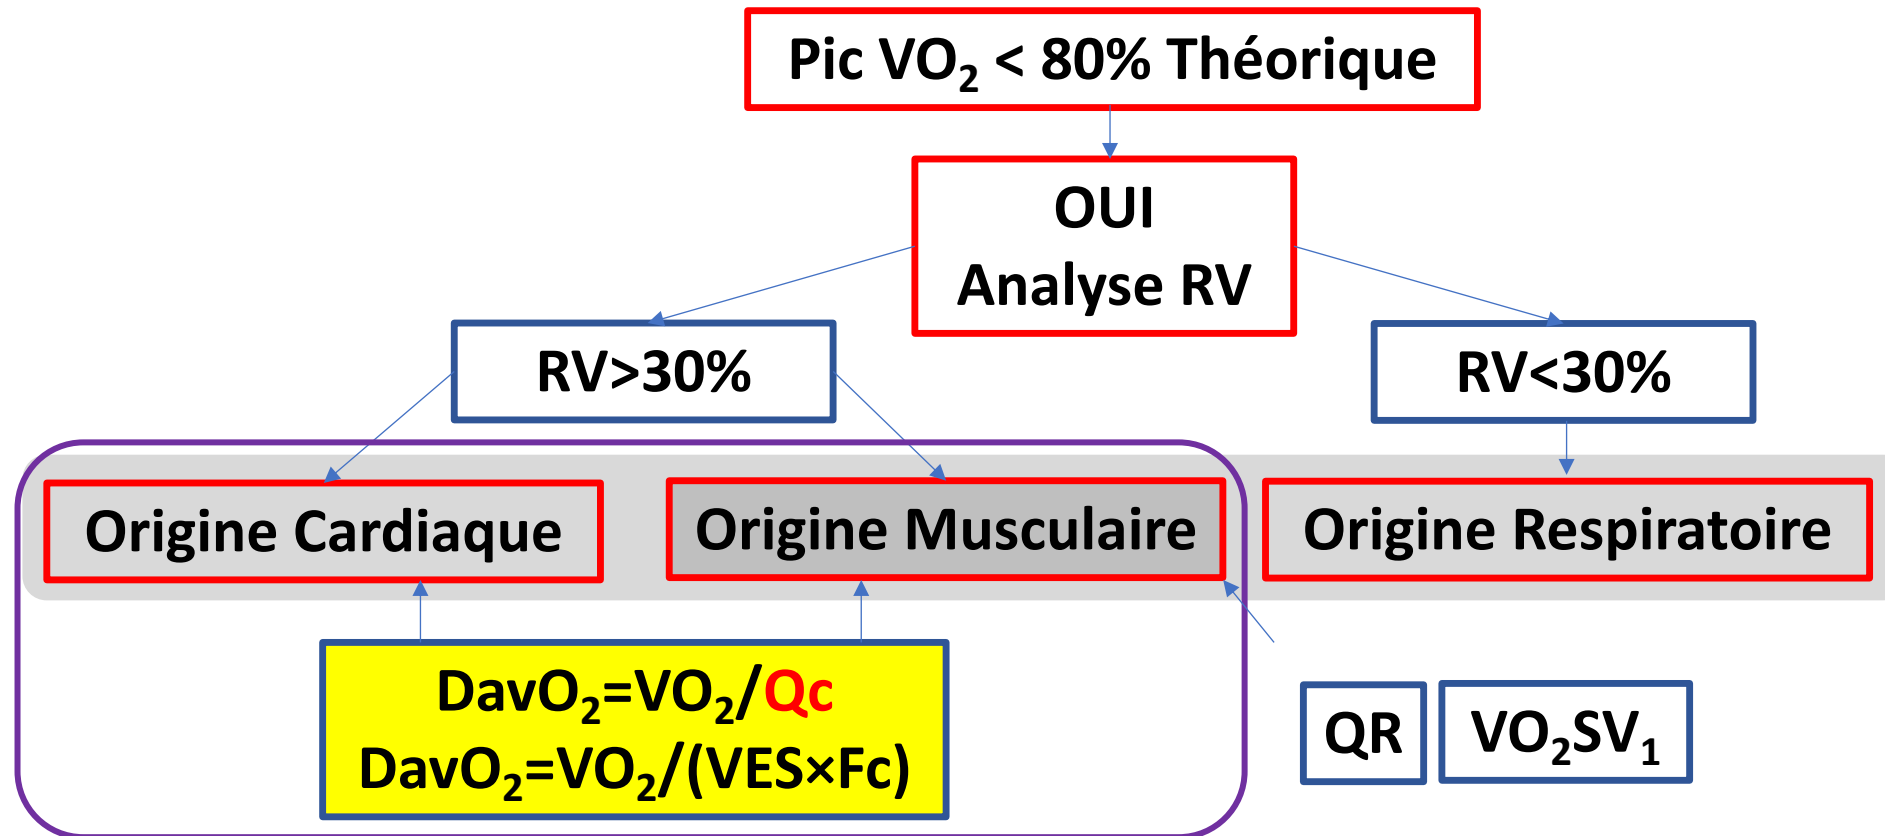 Pic VO₂ < 80% Théorique
OUI
Analyse RV
RV>30%
RV<30%
Origine Cardiaque
Origine Musculaire
Origine Respiratoire
DavO₂=VO₂/Qc
DavO₂=VO₂/(VES×Fc)
QR
VO₂SV₁